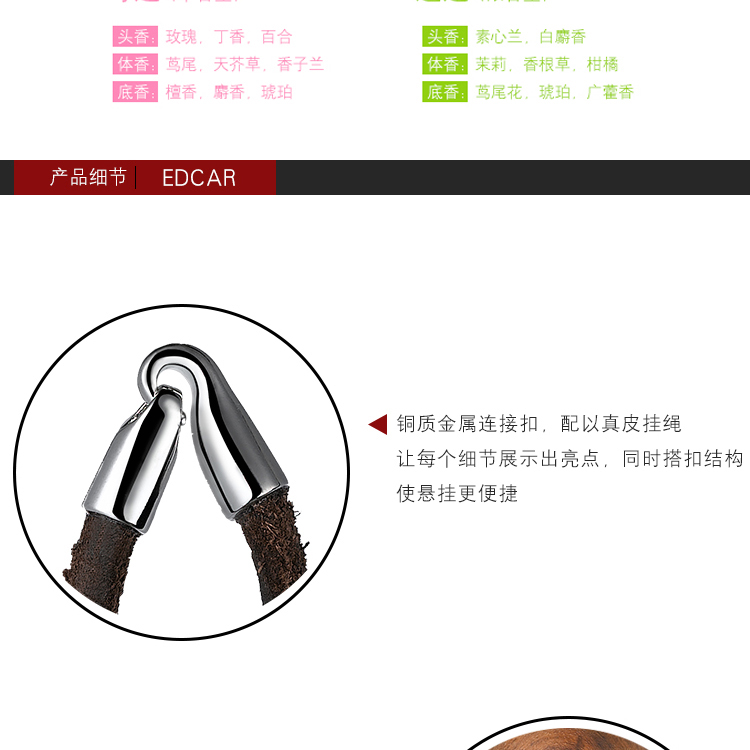 头香: 玫瑰, 丁香, 百合
体香: 茑尾, 天芥草, 香子兰
底香: 檀香, 麝香, 琥珀
头香: 素心兰, 白麝香
体香: 茉莉, 香根草, 柑橘
底香: 茑尾花, 琥珀, 广藿香
产品细节 EDCAR
铜质金属连接扣, 配以真皮挂绳
让每个细节展示出亮点, 同时搭扣结构
使悬挂更便捷